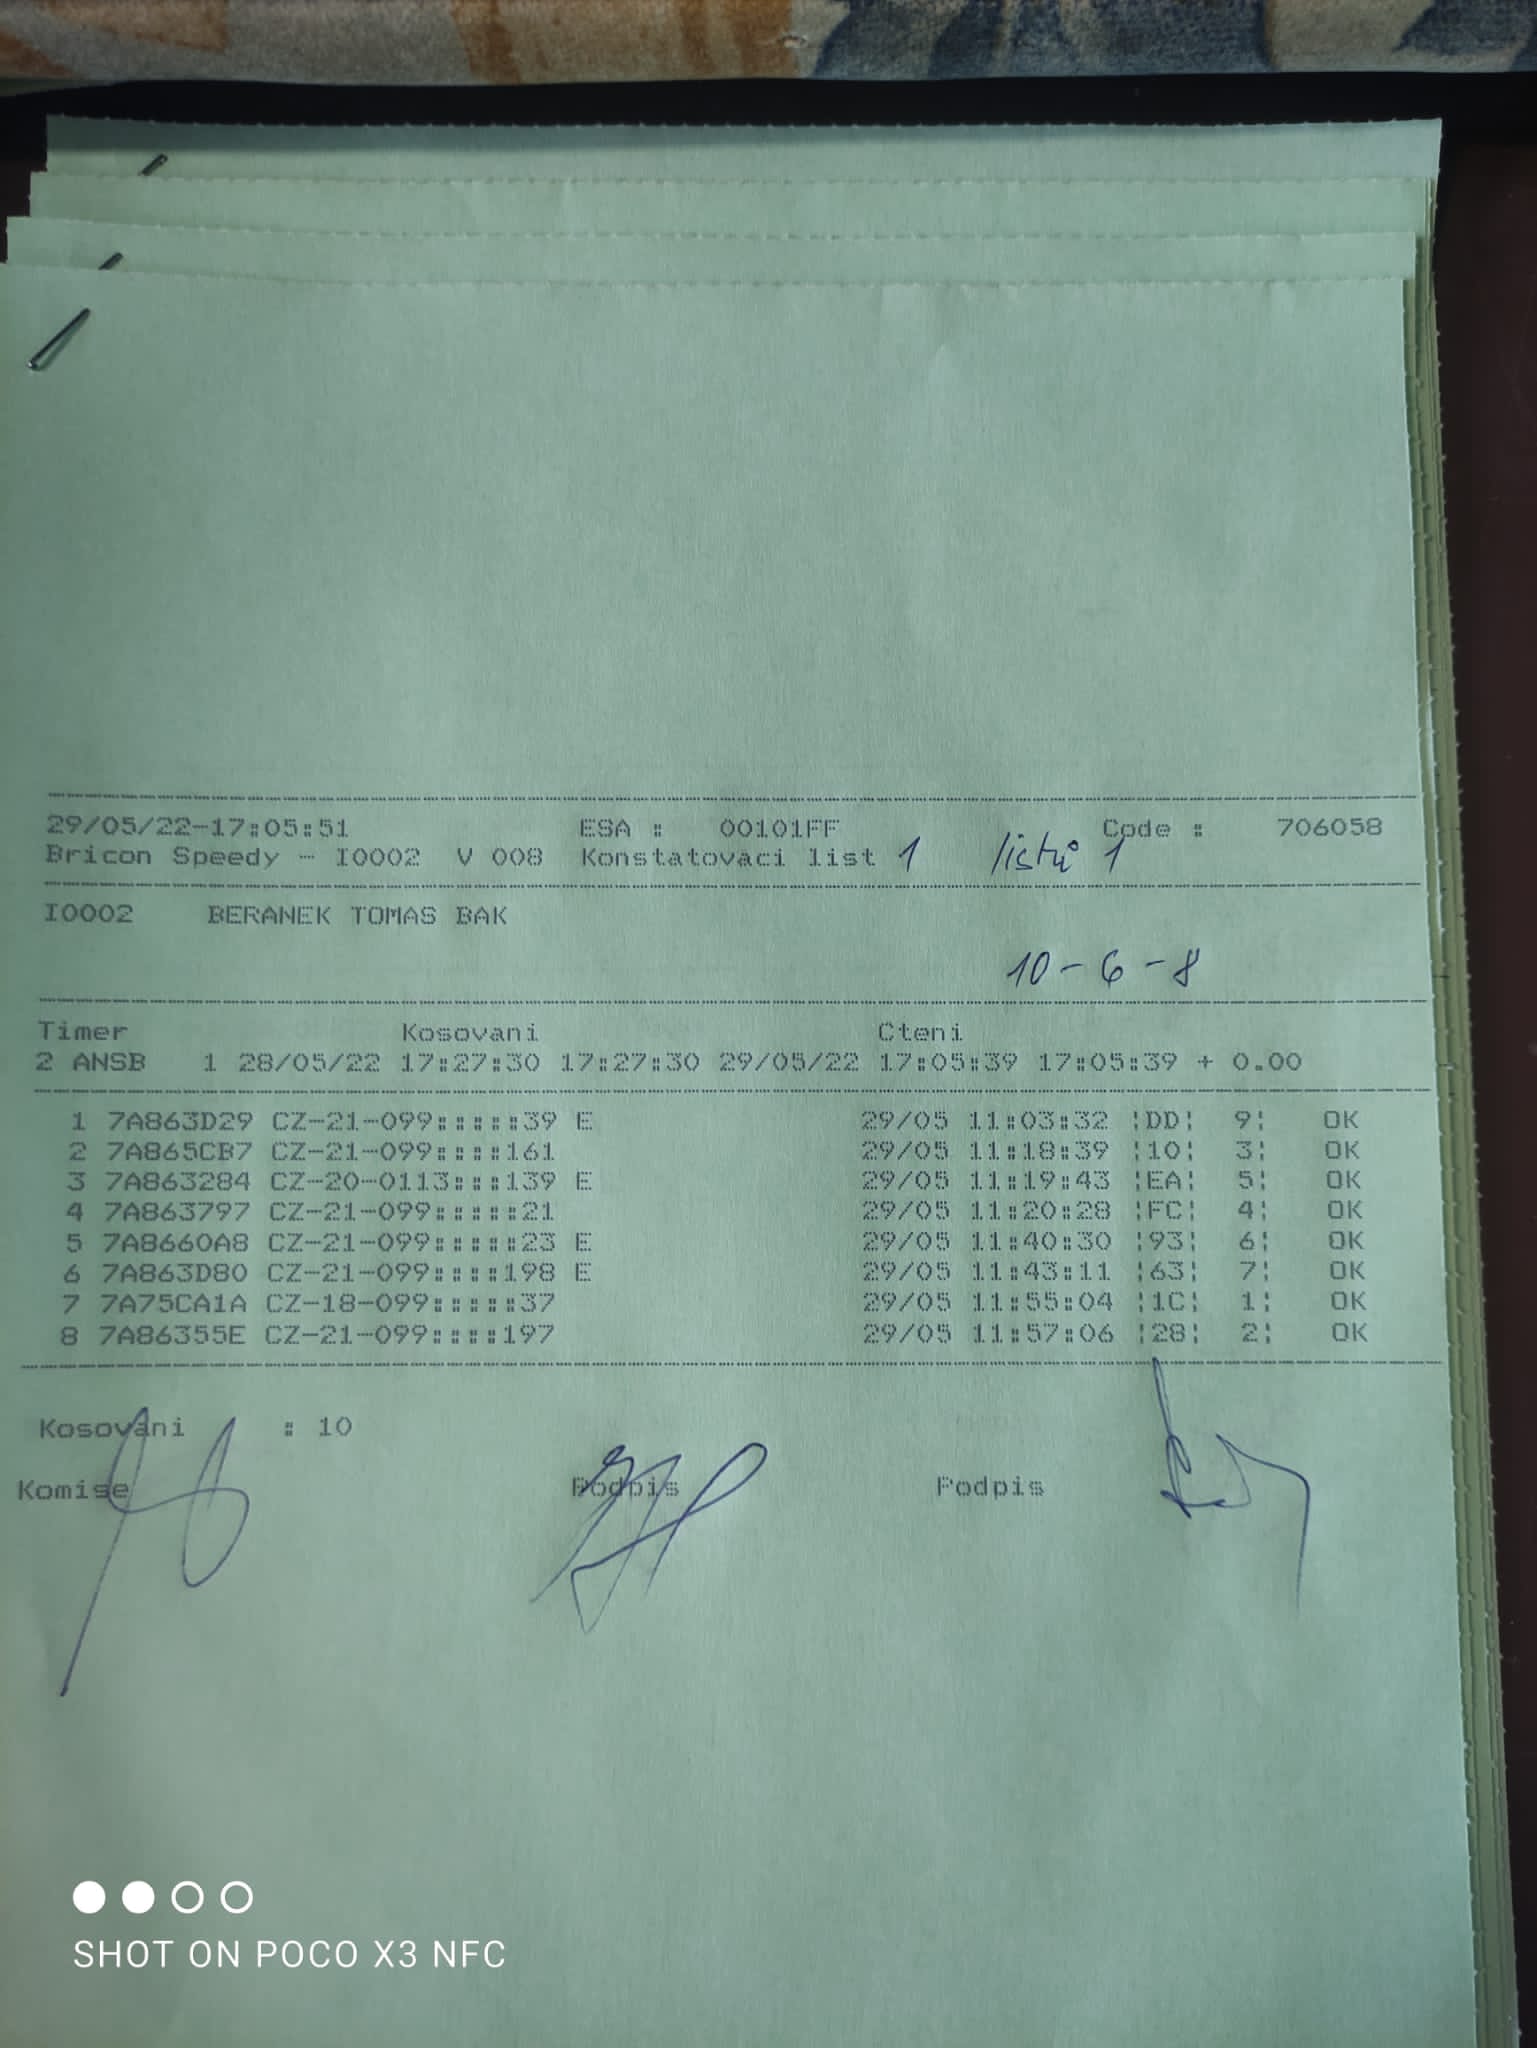 29/05/22-17:05:51 ESA : 00101FF Code : 706058
Bricon Speedy - I0002 V 008 Konstatovaci list 1 listů 1
I0002 BERANEK TOMAS BAK
10-6-8
Timer Kosovani Cteni
2 ANSB 1 28/05/22 17:27:30 17:27:30 29/05/22 17:05:39 17:05:39 + 0.00
1 7A863D29 CZ-21-099:::::39 E 29/05 11:03:32 ¦DD¦ 9¦ OK
2 7A865CB7 CZ-21-099::::161 29/05 11:18:39 ¦10¦ 3¦ OK
3 7A863284 CZ-20-0113:::139 E 29/05 11:19:43 ¦EA¦ 5¦ OK
4 7A863797 CZ-21-099:::::21 29/05 11:20:28 ¦FC¦ 4¦ OK
5 7A8660A8 CZ-21-099:::::23 E 29/05 11:40:30 ¦93¦ 6¦ OK
6 7A863D80 CZ-21-099::::198 E 29/05 11:43:11 ¦63¦ 7¦ OK
7 7A75CA1A CZ-18-099:::::37 29/05 11:55:04 ¦1C¦ 1¦ OK
8 7A86355E CZ-21-099::::197 29/05 11:57:06 ¦28¦ 2¦ OK
Kosovani : 10
Komise Podpis Podpis
SHOT ON POCO X3 NFC